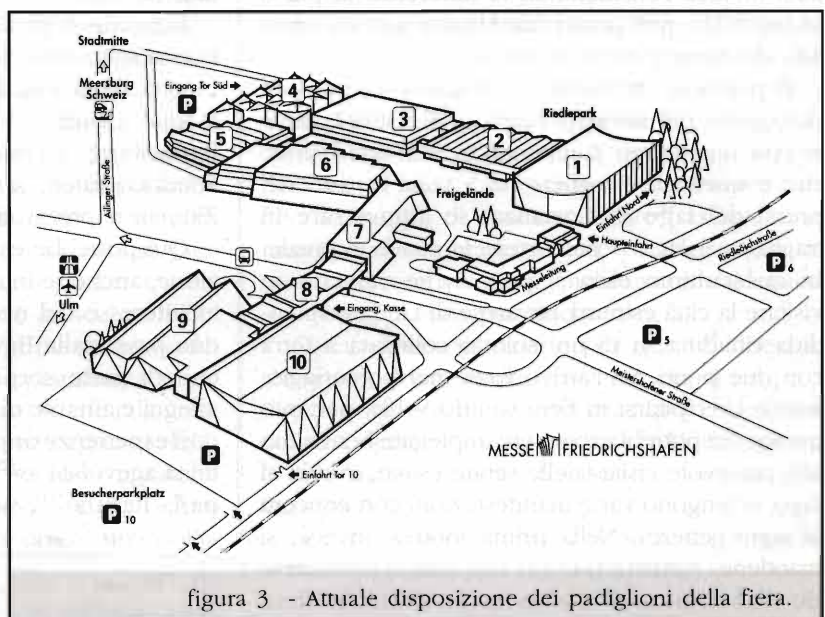 Stadtmitte
Meersburg
Schweiz
Ailinger Straße
Eingang Tor Süd
P
4
5
3
2
6
Riedlepark
1
Einfahrt Nord
Freigelände
7
Haupteinfahrt
Riedleöschstraße
Messeleitung
P 6
8
Ulm
9
Eingang, Kasse
10
P 5
Meistershofener Straße
MESSE FRIEDRICHSHAFEN
P
Einfahrt Tor 10
Besucherparkplatz
P 10
figura 3 – Attuale disposizione dei padiglioni della fiera.